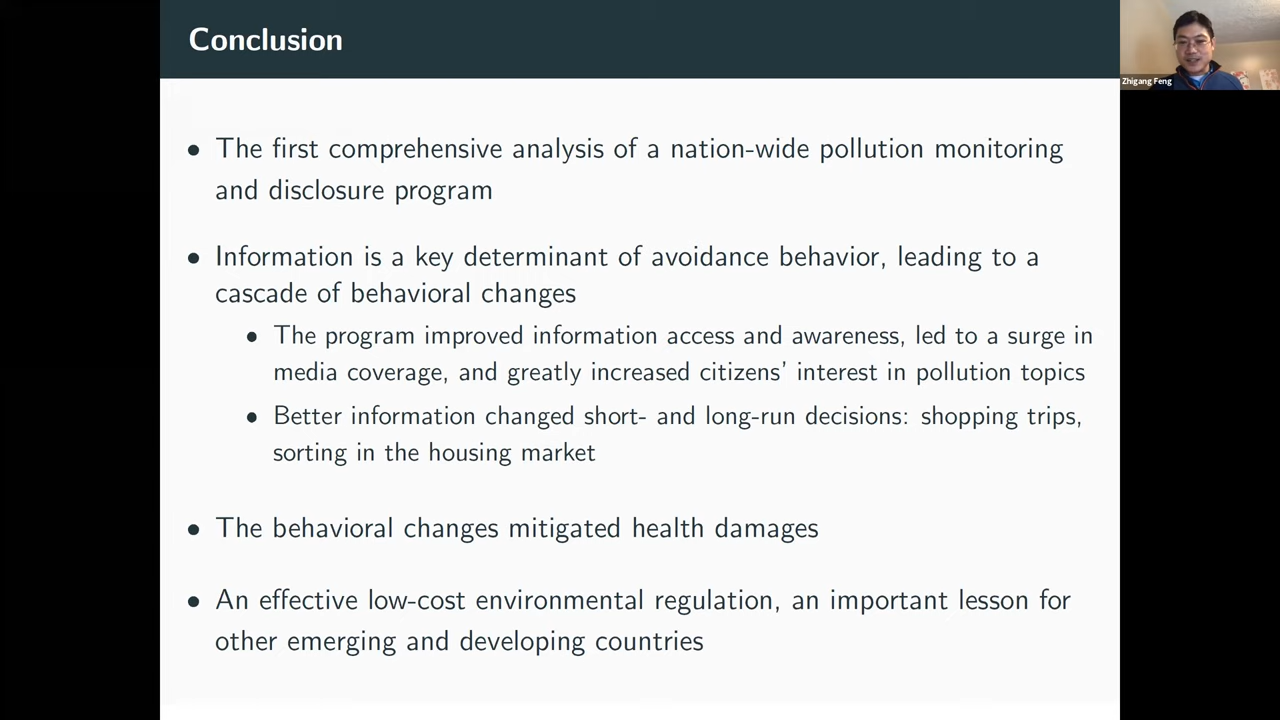 Conclusion
Zhigang Feng
• The first comprehensive analysis of a nation-wide pollution monitoring
and disclosure program
• Information is a key determinant of avoidance behavior, leading to a
cascade of behavioral changes
• The program improved information access and awareness, led to a surge in
media coverage, and greatly increased citizens’ interest in pollution topics
• Better information changed short- and long-run decisions: shopping trips,
sorting in the housing market
• The behavioral changes mitigated health damages
• An effective low-cost environmental regulation, an important lesson for
other emerging and developing countries